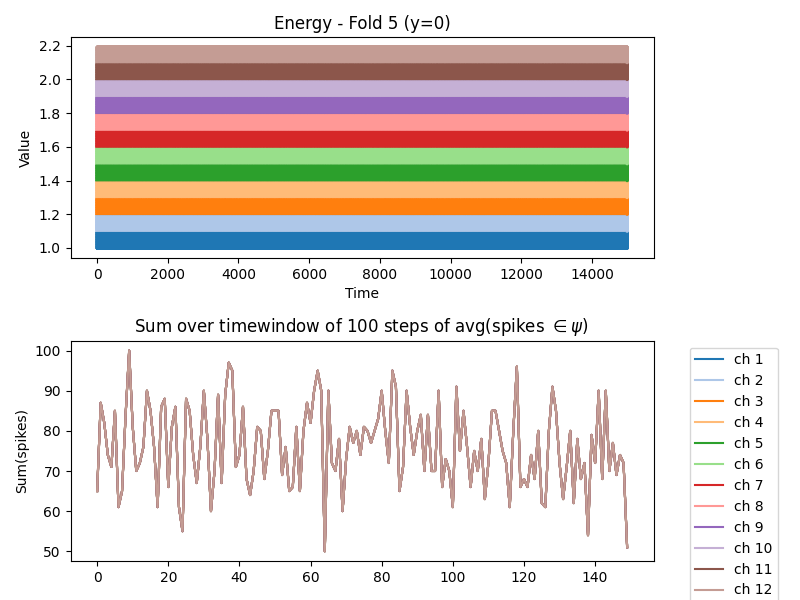 Energy - Fold 5 (y=0)
2.2
2.0
1.8
1.6
1.4
1.2
1.0
Value
0 2000 4000 6000 8000 10000 12000 14000
Time
Sum over timewindow of 100 steps of avg(spikes ∈ ψ)
100
90
80
70
60
50
Sum(spikes)
0 20 40 60 80 100 120 140
ch 1
ch 2
ch 3
ch 4
ch 5
ch 6
ch 7
ch 8
ch 9
ch 10
ch 11
ch 12